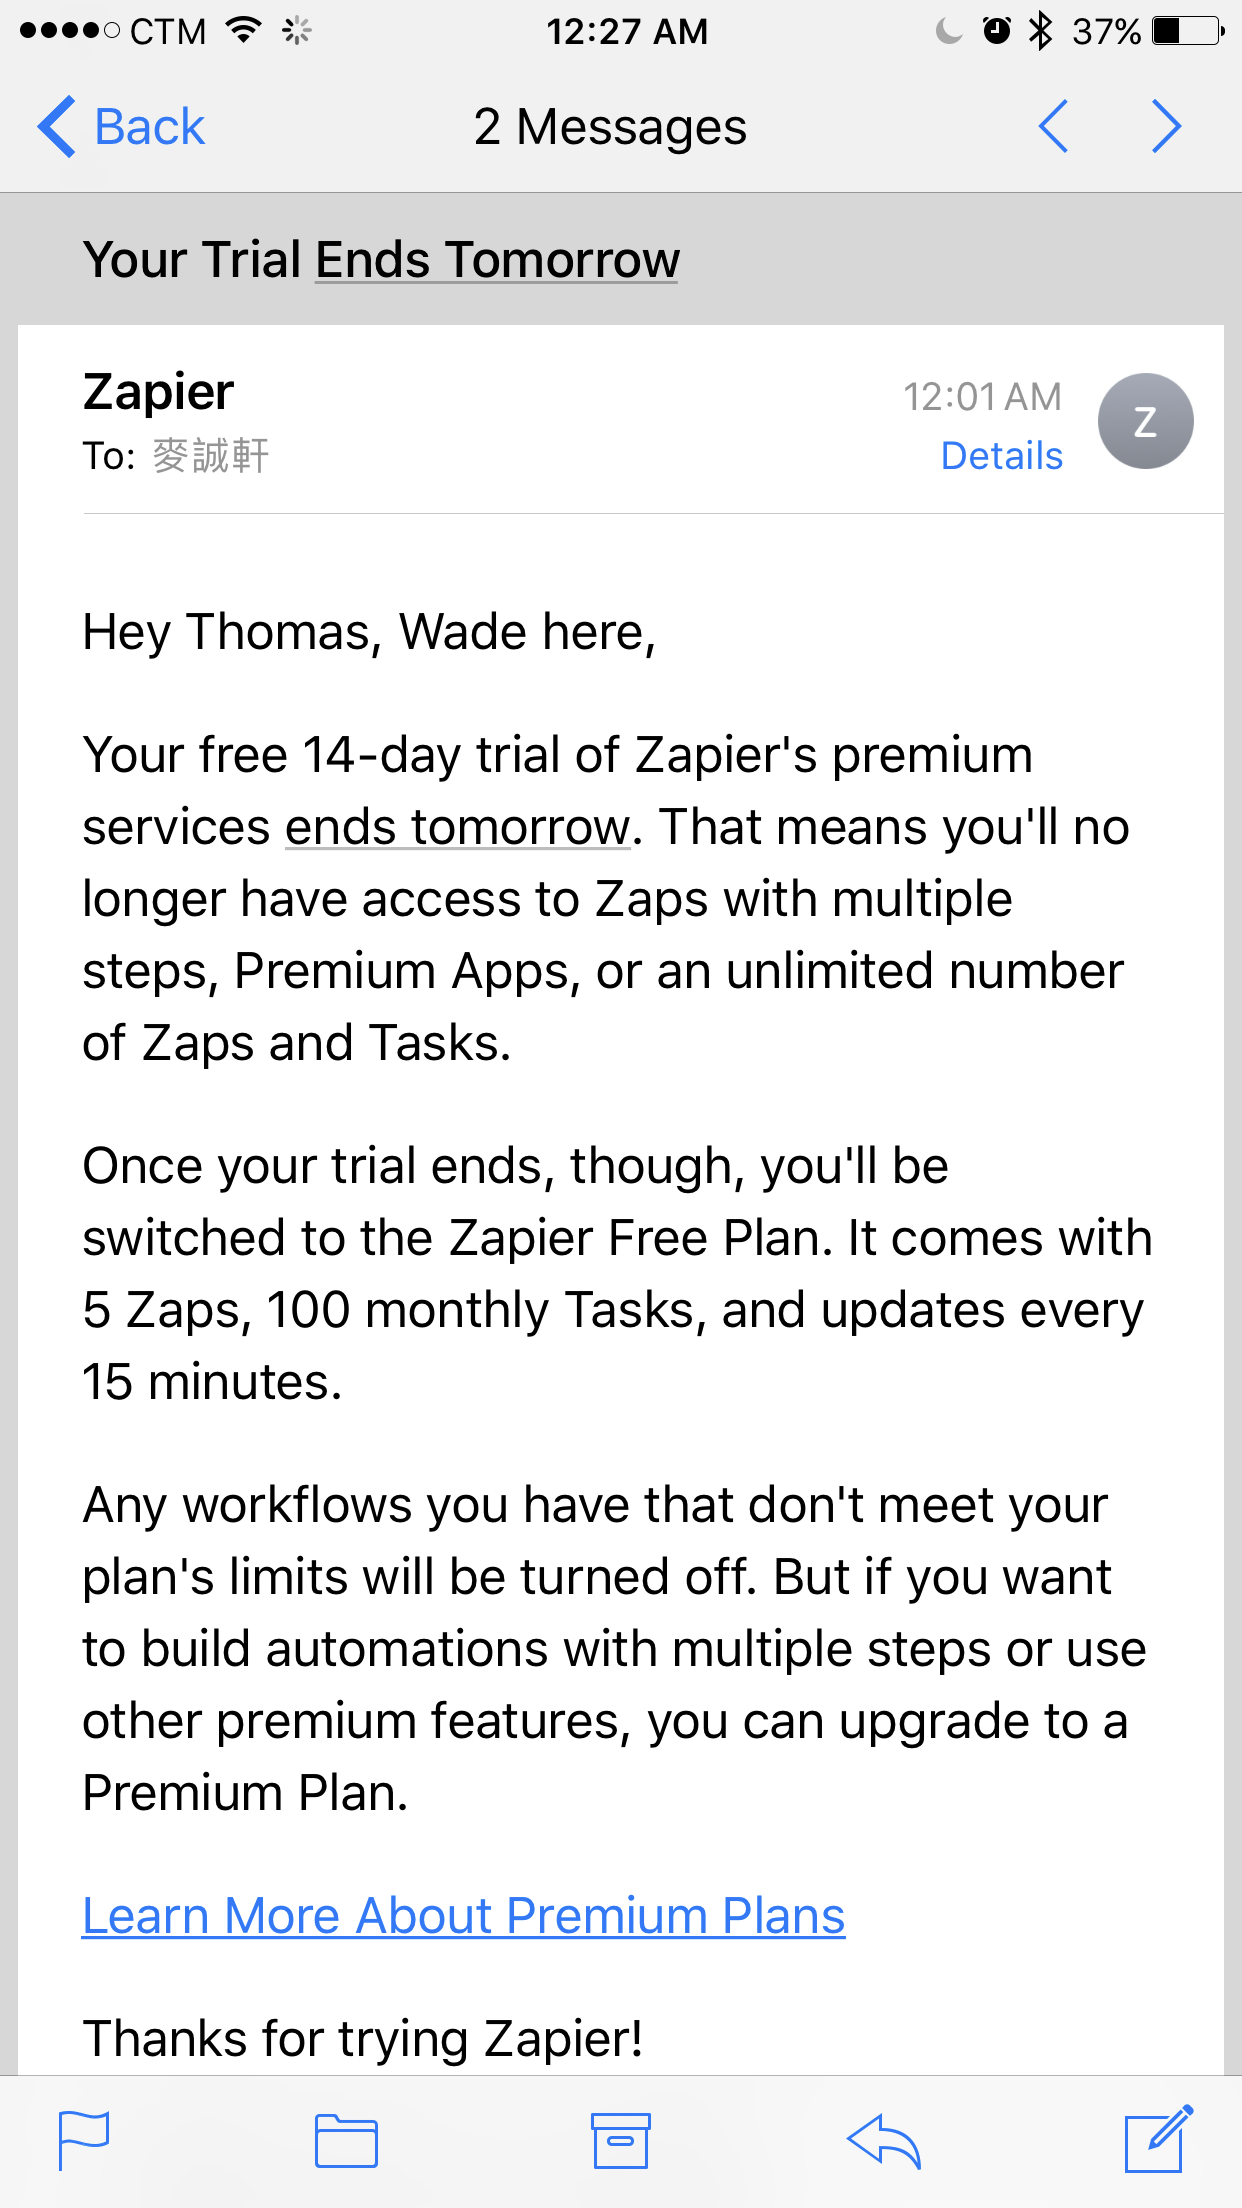 CTM 12:27 AM 37%
Back 2 Messages
Your Trial Ends Tomorrow
Zapier 12:01 AM
Z
To: 麥誠軒 Details
Hey Thomas, Wade here,
Your free 14-day trial of Zapier's premium
services ends tomorrow. That means you'll no
longer have access to Zaps with multiple
steps, Premium Apps, or an unlimited number
of Zaps and Tasks.
Once your trial ends, though, you'll be
switched to the Zapier Free Plan. It comes with
5 Zaps, 100 monthly Tasks, and updates every
15 minutes.
Any workflows you have that don't meet your
plan's limits will be turned off. But if you want
to build automations with multiple steps or use
other premium features, you can upgrade to a
Premium Plan.
Learn More About Premium Plans
Thanks for trying Zapier!